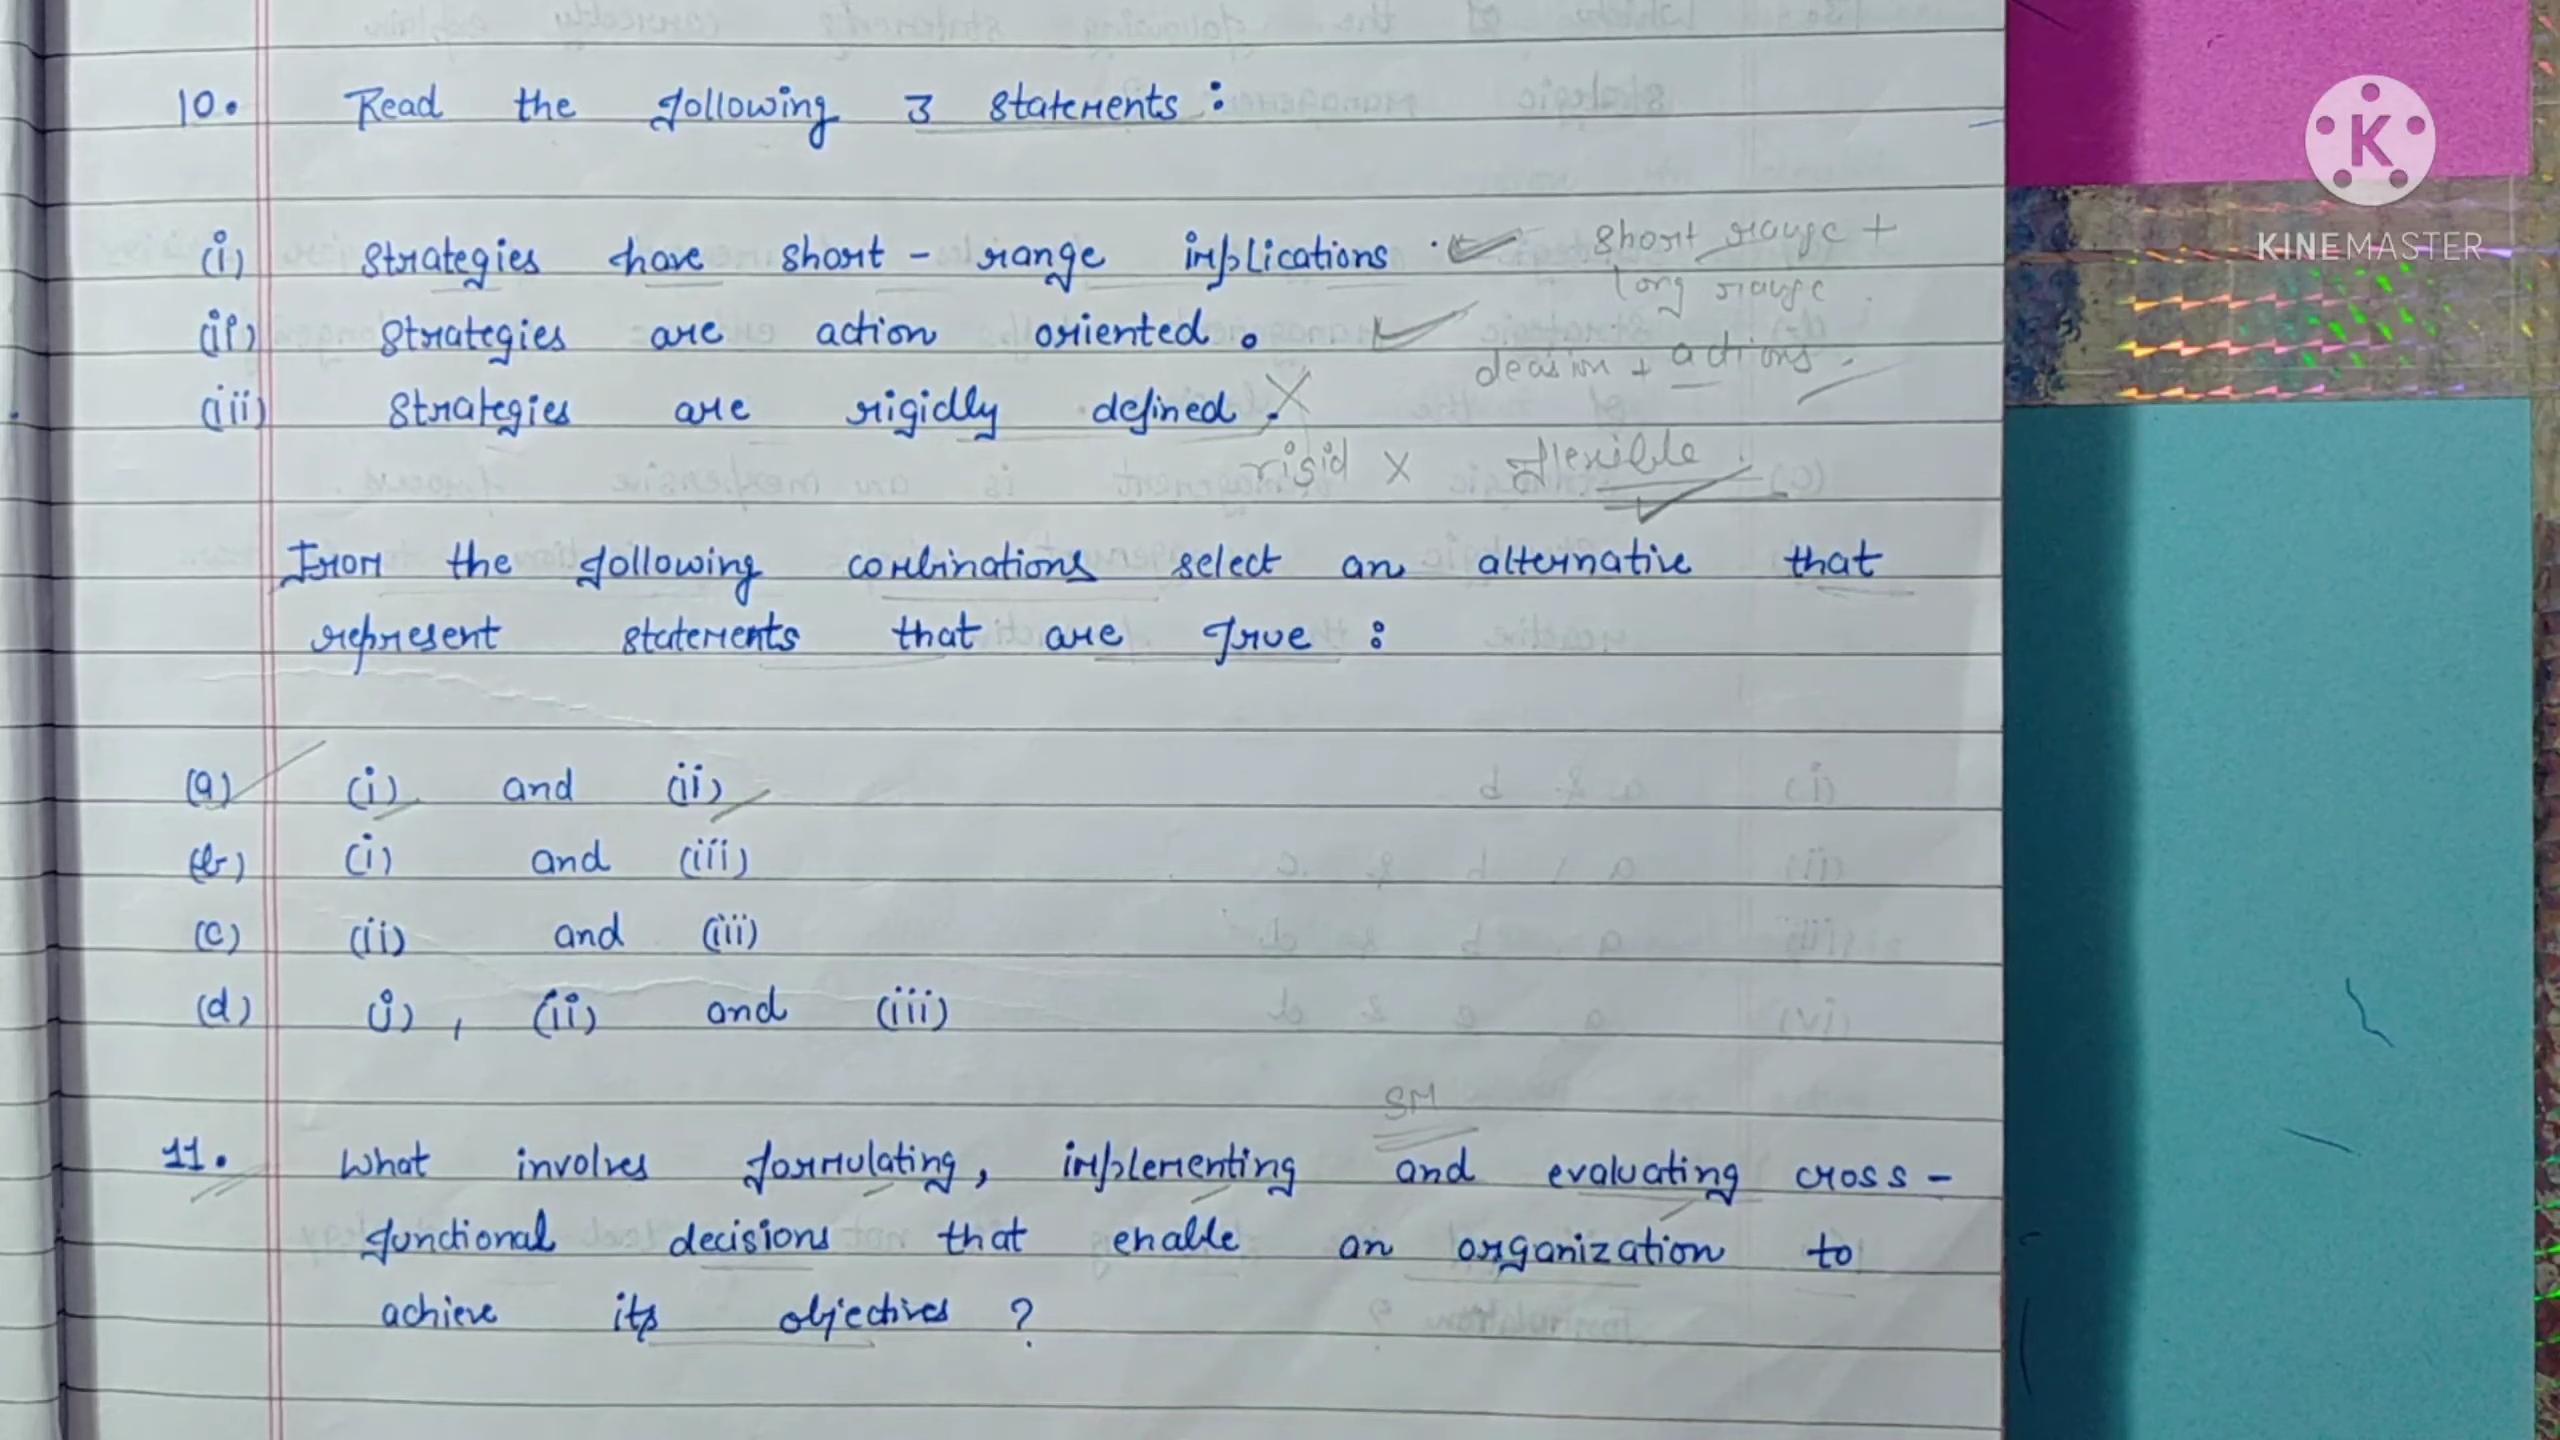 10. Read the following 3 statements :
(i) Strategies have short - range implications. short range +
long range
(ii) Strategies are action oriented. decision + actions.
(iii) Strategies are rigidly defined. X
rigid X flexible.
From the following combinations select an alternative that
represent statements that are True :
(a) (i) and (ii)
(b) (i) and (iii)
(c) (ii) and (iii)
(d) (i), (ii) and (iii)
SM
11. What involves formulating, implementing and evaluating cross-
functional decisions that enable an organization to
achieve its objectives ?
K
KINEMASTER